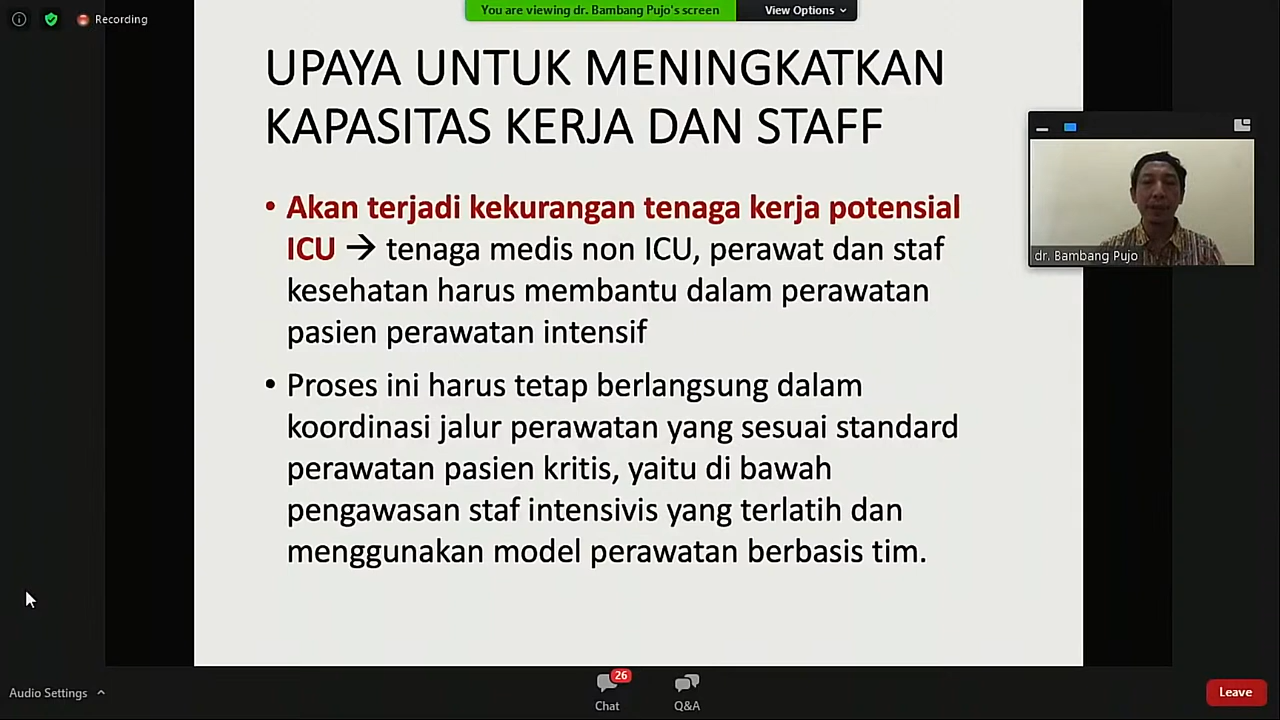 Recording
You are viewing dr. Bambang Pujo's screen
View Options
UPAYA UNTUK MENINGKATKAN
KAPASITAS KERJA DAN STAFF
• Akan terjadi kekurangan tenaga kerja potensial
ICU → tenaga medis non ICU, perawat dan staf
kesehatan harus membantu dalam perawatan
pasien perawatan intensif
• Proses ini harus tetap berlangsung dalam
koordinasi jalur perawatan yang sesuai standard
perawatan pasien kritis, yaitu di bawah
pengawasan staf intensivis yang terlatih dan
menggunakan model perawatan berbasis tim.
dr. Bambang Pujo
Audio Settings
26
Chat
Q&A
Leave